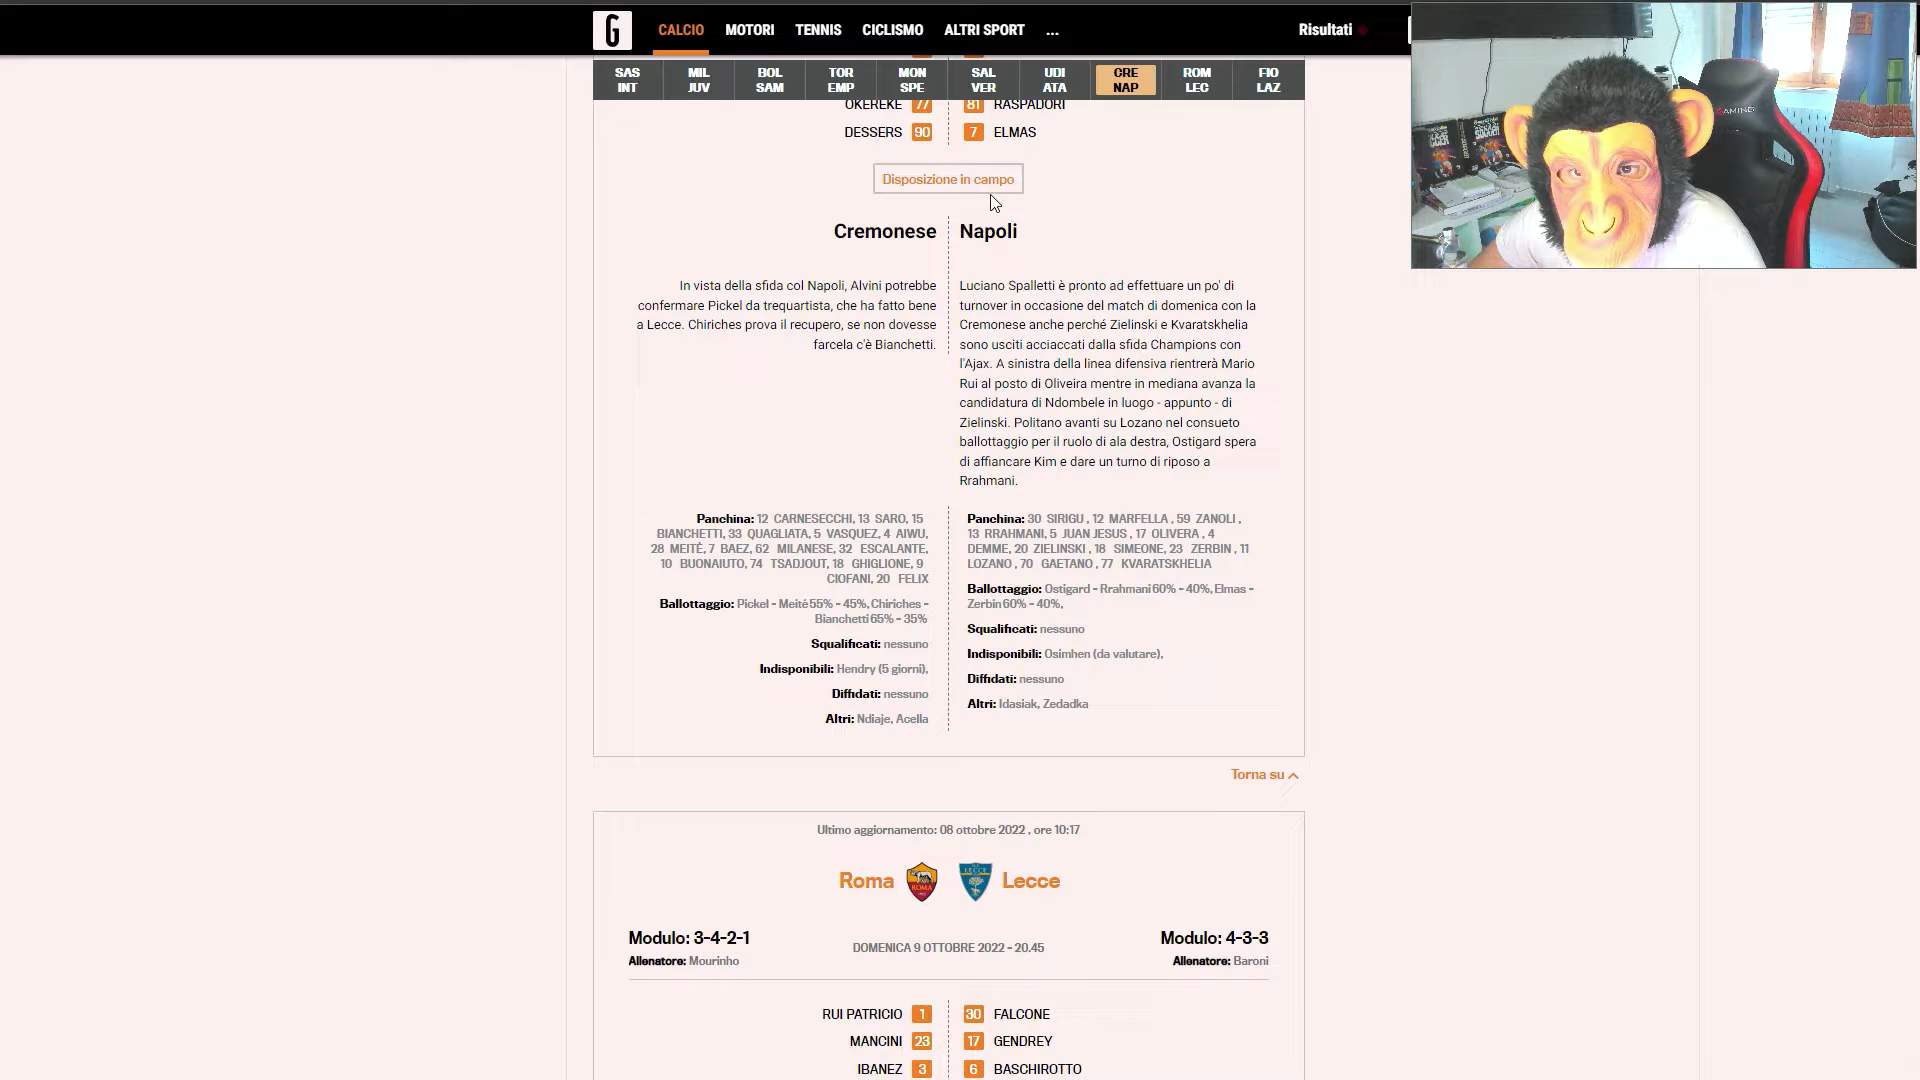 G CALCIO MOTORI TENNIS CICLISMO ALTRI SPORT ... Risultati
SAS MIL BOL TOR MON SAL UDI CRE ROM FIO
INT JUV SAM EMP SPE VER ATA NAP LEC LAZ
OKEREKE 77 81 RASPADORI
DESSERS 90 7 ELMAS
Disposizione in campo
Cremonese
In vista della sfida col Napoli, Alvini potrebbe
confermare Pickel da trequartista, che ha fatto bene
a Lecce. Chiriches prova il recupero, se non dovesse
farcela c'è Bianchetti.
Napoli
Luciano Spalletti è pronto ad effettuare un po' di
turnover in occasione del match di domenica con la
Cremonese anche perché Zielinski e Kvaratskhelia
sono usciti acciaccati dalla sfida Champions con
l'Ajax. A sinistra della linea difensiva rientrerà Mario
Rui al posto di Oliveira mentre in mediana avanza la
candidatura di Ndombele in luogo - appunto - di
Zielinski. Politano avanti su Lozano nel consueto
ballottaggio per il ruolo di ala destra, Ostigard spera
di affiancare Kim e dare un turno di riposo a
Rrahmani.
Panchina: 12 CARNESECCHI, 13 SARO, 15
BIANCHETTI, 33 QUAGLIATA, 5 VASQUEZ, 4 AIWU,
28 MEITÈ, 7 BAEZ, 62 MILANESE, 32 ESCALANTE,
10 BUONAIUTO, 74 TSADJOUT, 18 GHIGLIONE, 9
CIOFANI, 20 FELIX
Ballottaggio: Pickel - Meité 55% - 45%, Chiriches -
Bianchetti 65% - 35%
Squalificati: nessuno
Indisponibili: Hendry (5 giorni),
Diffidati: nessuno
Altri: Ndiaje, Acella
Panchina: 30 SIRIGU , 12 MARFELLA , 59 ZANOLI ,
13 RRAHMANI, 5 JUAN JESUS , 17 OLIVERA , 4
DEMME, 20 ZIELINSKI , 18 SIMEONE, 23 ZERBIN , 11
LOZANO , 70 GAETANO , 77 KVARATSKHELIA
Ballottaggio: Ostigard - Rrahmani 60% - 40%, Elmas -
Zerbin 60% - 40%,
Squalificati: nessuno
Indisponibili: Osimhen (da valutare),
Diffidati: nessuno
Altri: Idasiak, Zedadka
Torna su
Ultimo aggiornamento: 08 ottobre 2022 , ore 10:17
Roma Lecce
Modulo: 3-4-2-1
Allenatore: Mourinho
DOMENICA 9 OTTOBRE 2022 - 20.45
Modulo: 4-3-3
Allenatore: Baroni
RUI PATRICIO 1 30 FALCONE
MANCINI 23 17 GENDREY
IBANEZ 3 6 BASCHIROTTO